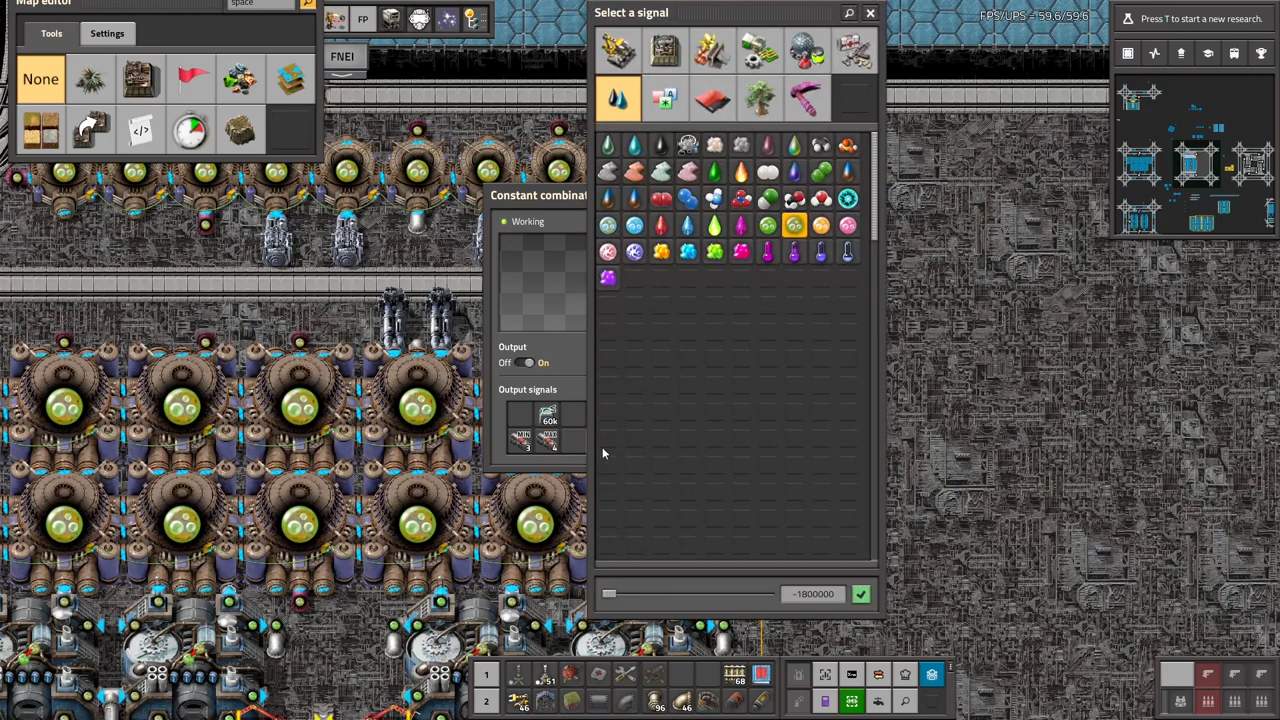 Map editor
space
Tools
Settings
None
FP
FNEI
Select a signal
FPS/UPS = 59.6/59.6
Press T to start a new research.
Constant combinat
Working
Output
Off
On
Output signals
60k
MIN
3
MAX
4
-1800000
1
51
68
2
46
96
46